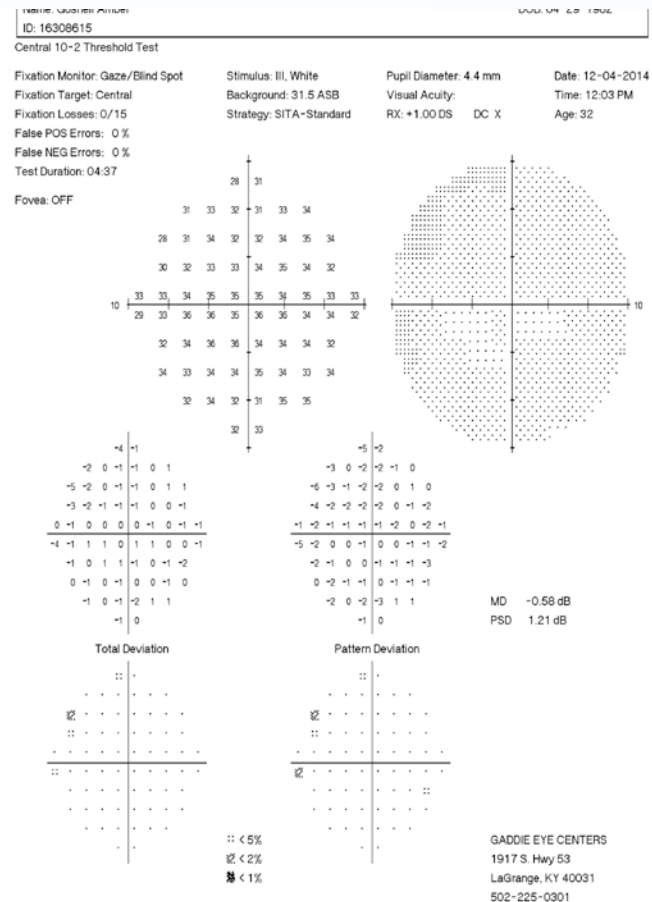 ID: 16308615
Central 10-2 Threshold Test
Fixation Monitor: Gaze/Blind Spot Stimulus: III, White Pupil Diameter: 4.4 mm Date: 12-04-2014
Fixation Target: Central Background: 31.5 ASB Visual Acuity: Time: 12:03 PM
Fixation Losses: 0/15 Strategy: SITA-Standard RX: +1.00 DS DC X Age: 32
False POS Errors: 0 %
False NEG Errors: 0 %
Test Duration: 04:37
Fovea: OFF
28 31
31 33 32 31 33 34
28 31 34 32 32 34 35 34
30 32 33 33 34 35 34 32
33 33 34 35 35 35 34 35 33 33
10 10
29 33 36 36 35 36 36 34 34 32
32 34 36 36 34 34 34 32
34 33 34 34 35 34 33 34
32 34 32 31 35 35
32 33
-4 -1 -5 -2
-2 0 -1 -1 0 1 -3 0 -2 -2 -1 0
-5 -2 0 -1 -1 0 1 1 -6 -3 -1 -2 -2 0 1 0
-3 -2 -1 -1 -1 0 0 -1 -4 -2 -2 -2 -2 0 -1 -2
0 -1 0 0 0 0 -1 0 -1 -1 -1 -2 -1 -1 -1 -1 -2 0 -2 -1
-4 -1 1 1 0 1 1 0 0 -1 -5 -2 0 0 -1 0 0 -1 -1 -2
-1 0 1 1 -1 0 -1 -2 -2 -1 0 0 -1 -1 -1 -3
0 -1 0 -1 0 0 -1 0 0 -2 -1 -1 0 -1 -1 -1
-1 0 -1 -2 1 1 -2 0 -2 -3 1 1 MD -0.58 dB
-1 0 -1 0 PSD 1.21 dB
Total Deviation Pattern Deviation
< 5% GADDIE EYE CENTERS
< 2% 1917 S. Hwy 53
< 1% LaGrange, KY 40031
502-225-0301